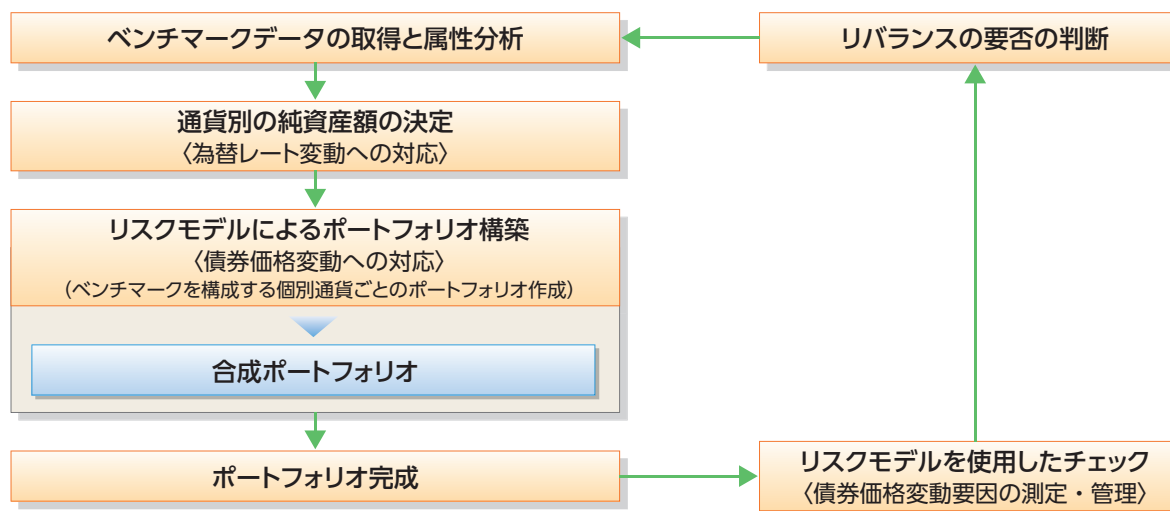 ベンチマークデータの取得と属性分析
リバランスの要否の判断
通貨別の純資産額の決定
〈為替レート変動への対応〉
リスクモデルによるポートフォリオ構築
〈債券価格変動への対応〉
（ベンチマークを構成する個別通貨ごとのポートフォリオ作成）
合成ポートフォリオ
ポートフォリオ完成
リスクモデルを使用したチェック
〈債券価格変動要因の測定・管理〉